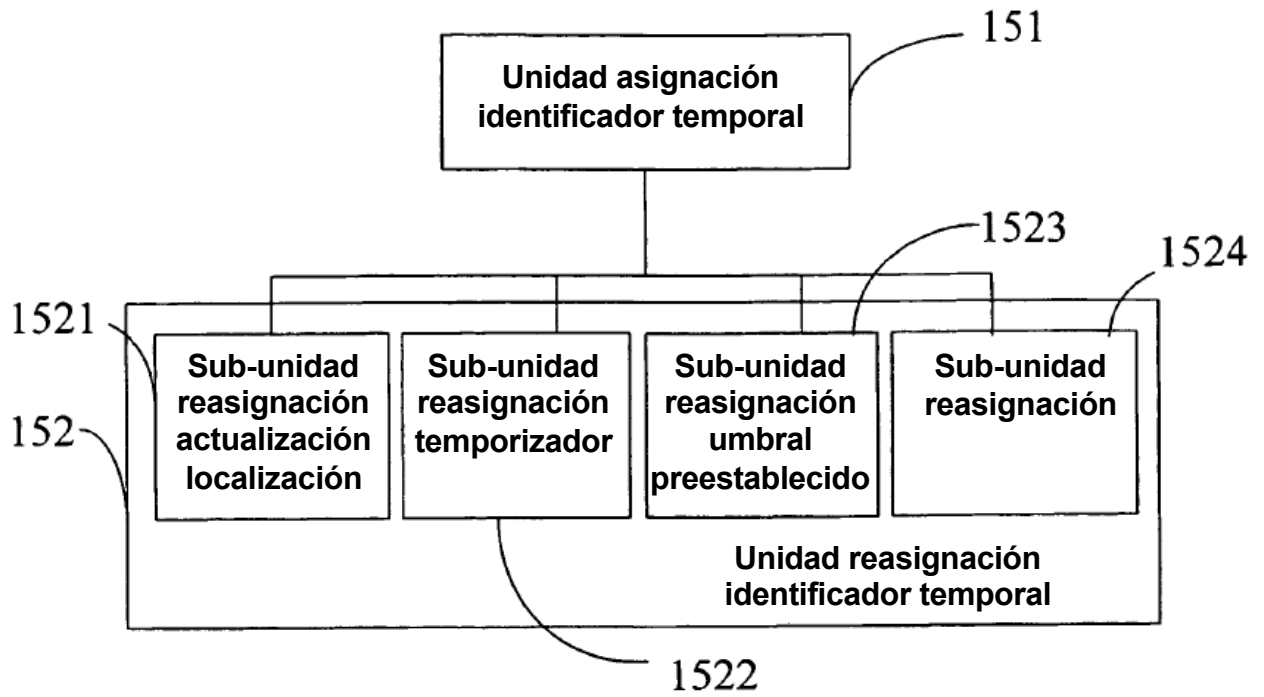 151
Unidad asignación
identificador temporal
1523
1524
1521
Sub-unidad
reasignación
actualización
localización
Sub-unidad
reasignación
temporizador
Sub-unidad
reasignación
umbral
preestablecido
Sub-unidad
reasignación
152
Unidad reasignación
identificador temporal
1522